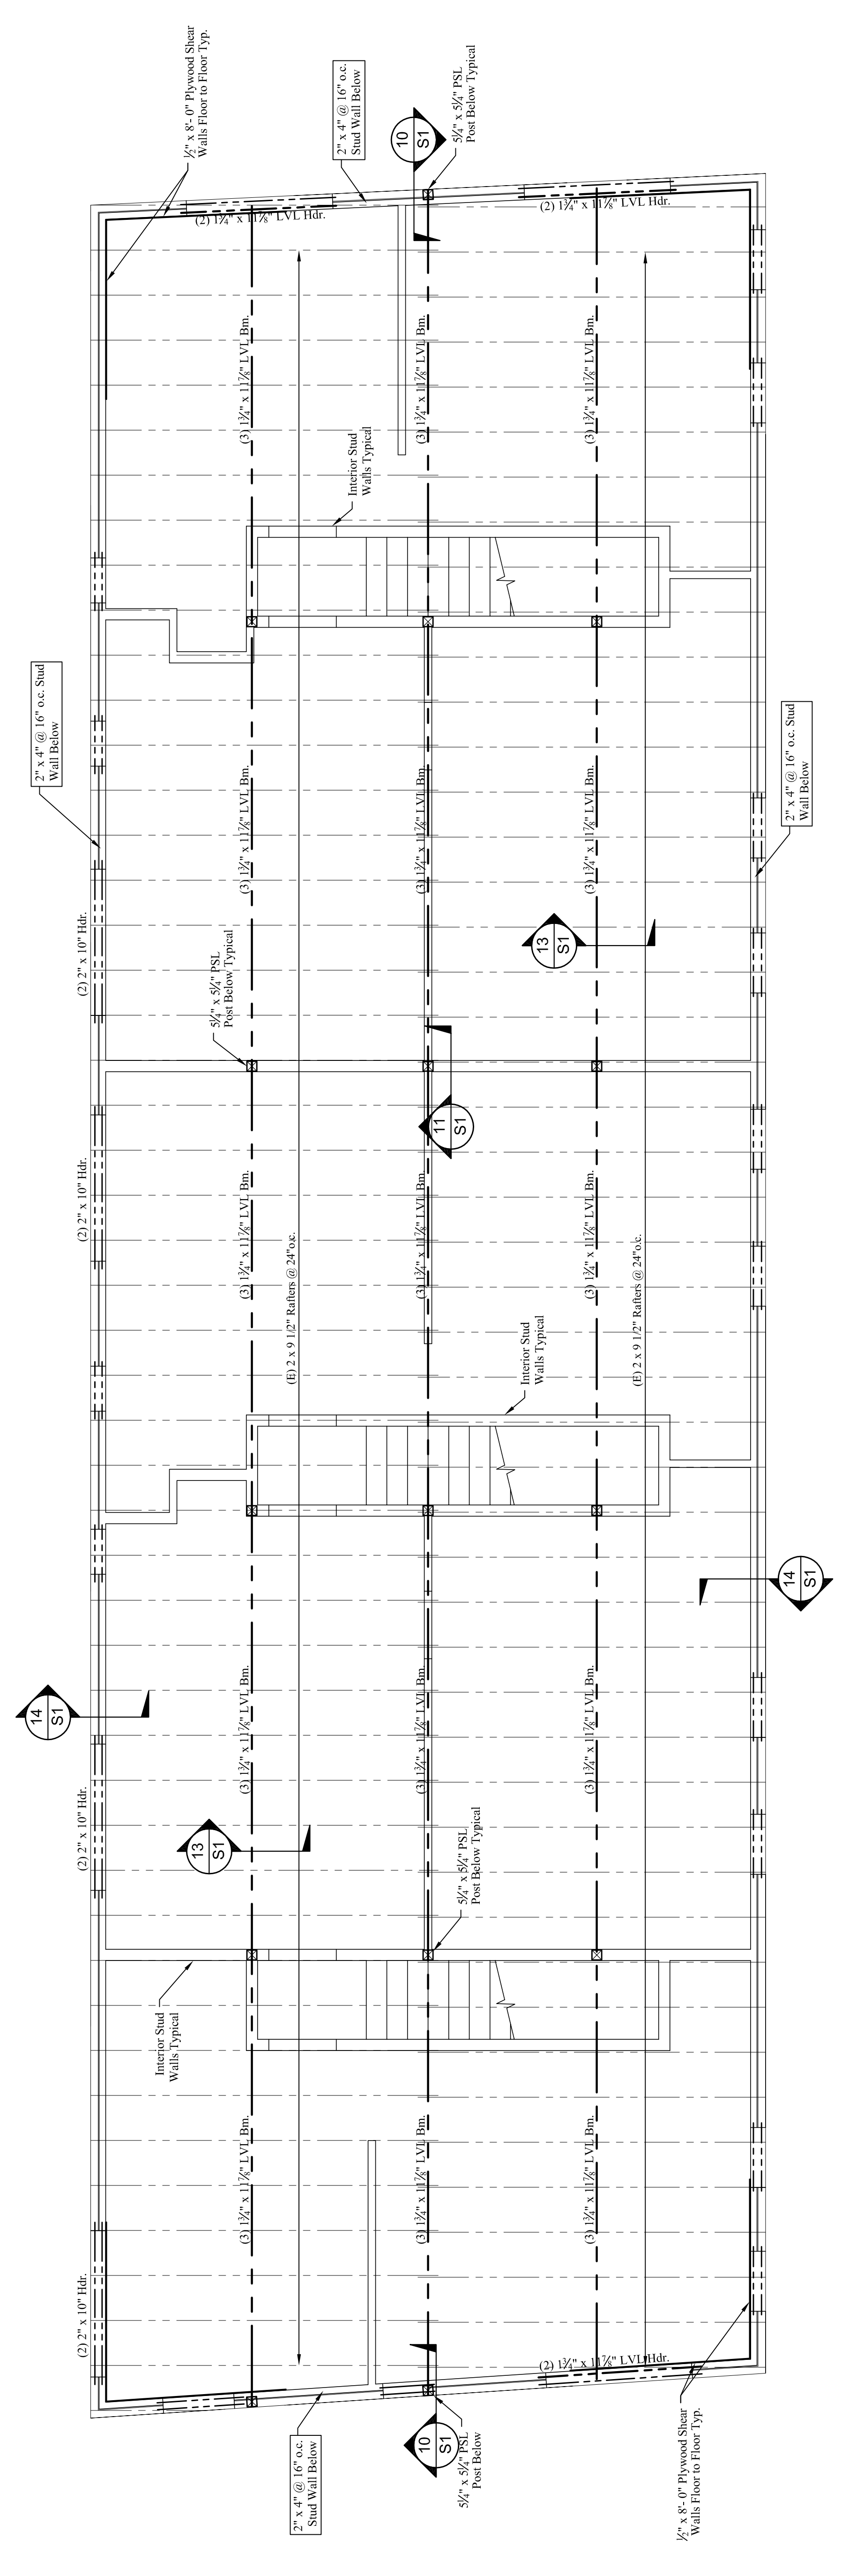 ½" x 8'- 0" Plywood Shear
Walls Floor to Floor Typ.
2" x 4" @ 16" o.c.
Stud Wall Below
10
S1
5¼" x 5¼" PSL
Post Below Typical
(2) 1¾" x 11⅞" LVL Hdr.
(2) 1¾" x 11⅞" LVL Hdr.
(3) 1¾" x 11⅞" LVL Bm.
(3) 1¾" x 11⅞" LVL Bm.
(3) 1¾" x 11⅞" LVL Bm.
Interior Stud
Walls Typical
2" x 4" @ 16" o.c. Stud
Wall Below
2" x 4" @ 16" o.c. Stud
Wall Below
(3) 1¾" x 11⅞" LVL Bm.
(3) 1¾" x 11⅞" LVL Bm.
(3) 1¾" x 11⅞" LVL Bm.
(2) 2" x 10" Hdr.
5¼" x 5¼" PSL
Post Below Typical
13
S1
11
S1
(2) 2" x 10" Hdr.
(3) 1¾" x 11⅞" LVL Bm.
(3) 1¾" x 11⅞" LVL Bm.
(3) 1¾" x 11⅞" LVL Bm.
(E) 2 x 9 1/2" Rafters @ 24"o.c.
(E) 2 x 9 1/2" Rafters @ 24"o.c.
Interior Stud
Walls Typical
14
S1
14
S1
(3) 1¾" x 11⅞" LVL Bm.
(3) 1¾" x 11⅞" LVL Bm.
(3) 1¾" x 11⅞" LVL Bm.
(2) 2" x 10" Hdr.
13
S1
5¼" x 5¼" PSL
Post Below Typical
Interior Stud
Walls Typical
(3) 1¾" x 11⅞" LVL Bm.
(3) 1¾" x 11⅞" LVL Bm.
(3) 1¾" x 11⅞" LVL Bm.
(2) 2" x 10" Hdr.
(2) 1¾" x 11⅞" LVL Hdr.
2" x 4" @ 16" o.c.
Stud Wall Below
10
S1
5¼" x 5¼" PSL
Post Below
½" x 8'- 0" Plywood Shear
Walls Floor to Floor Typ.